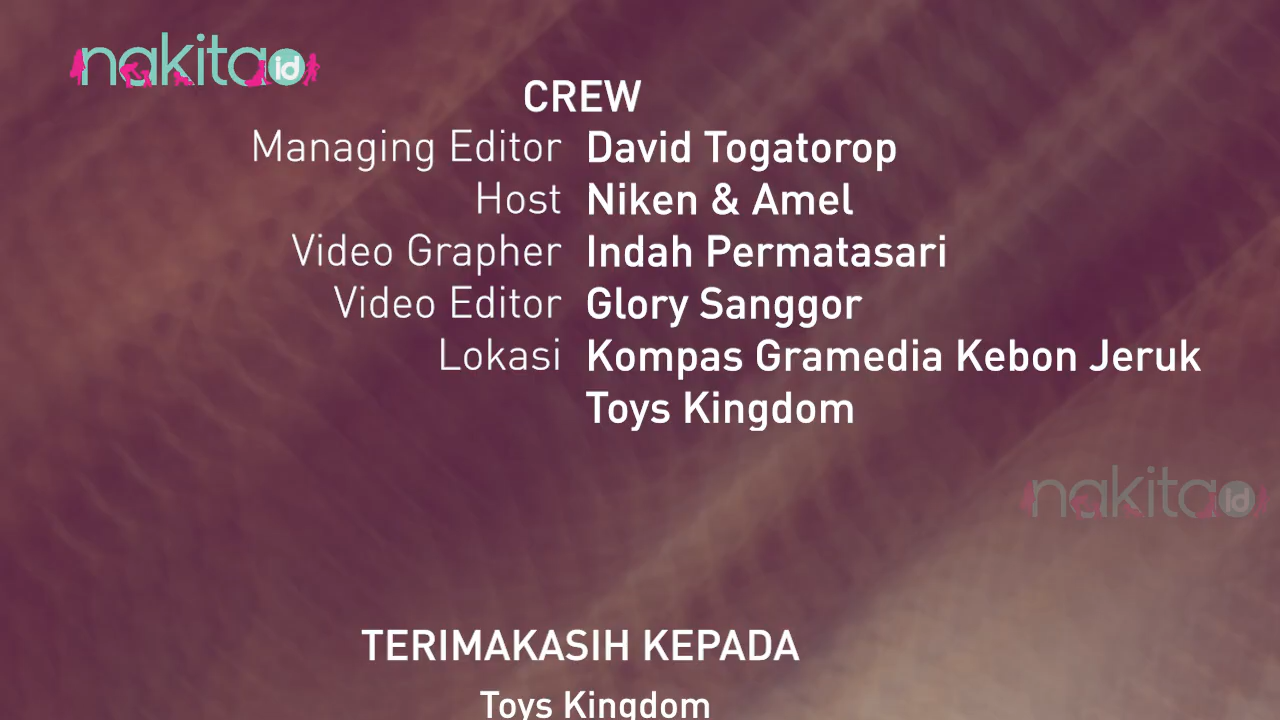 nakita id
CREW
Managing Editor David Togatorop
Host Niken & Amel
Video Grapher Indah Permatasari
Video Editor Glory Sanggor
Lokasi Kompas Gramedia Kebon Jeruk
Toys Kingdom
nakita id
TERIMAKASIH KEPADA
Toys Kingdom